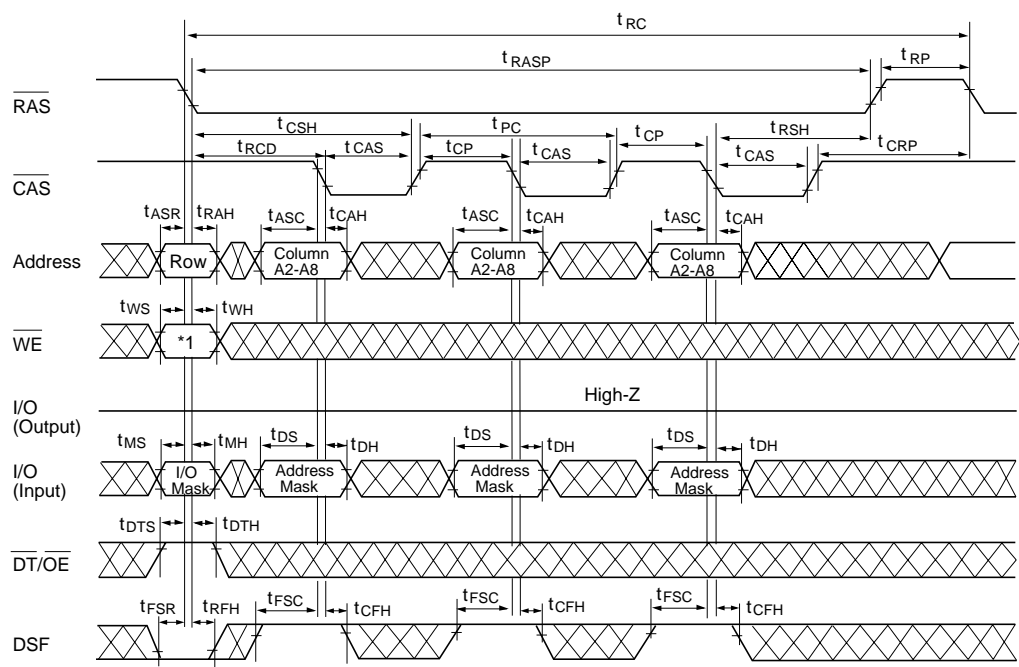 tRC
tRASP
tRP
RAS
tCSH
tPC
tRSH
tRCD
tCAS
tCP
tCAS
tCP
tCAS
tCRP
CAS
tASR
tRAH
tASC
tCAH
tASC
tCAH
tASC
tCAH
Address
Row
Column
A2-A8
Column
A2-A8
Column
A2-A8
tWS
tWH
WE
*1
High-Z
I/O
(Output)
tMS
tMH
tDS
tDH
tDS
tDH
tDS
tDH
I/O
(Input)
I/O
Mask
Address
Mask
Address
Mask
Address
Mask
tDTS
tDTH
DT/OE
tFSR
tRFH
tFSC
tCFH
tFSC
tCFH
tFSC
tCFH
DSF